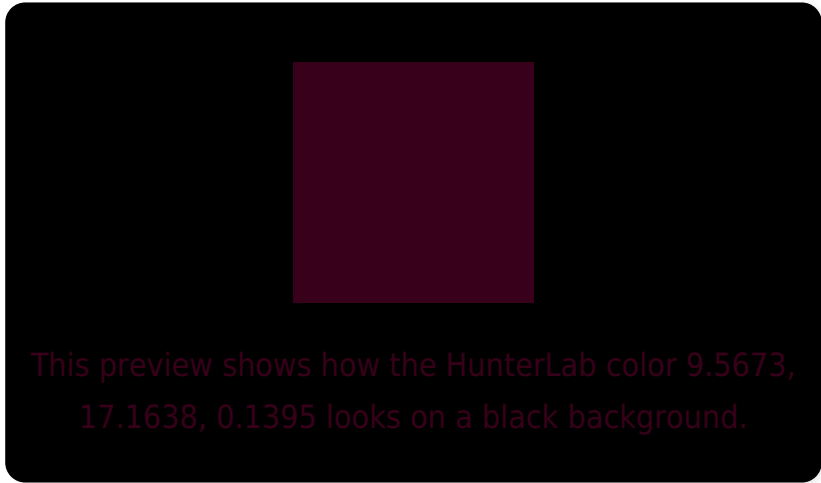 This preview shows how the HunterLab color 9.5673,
17.1638, 0.1395 looks on a black background.